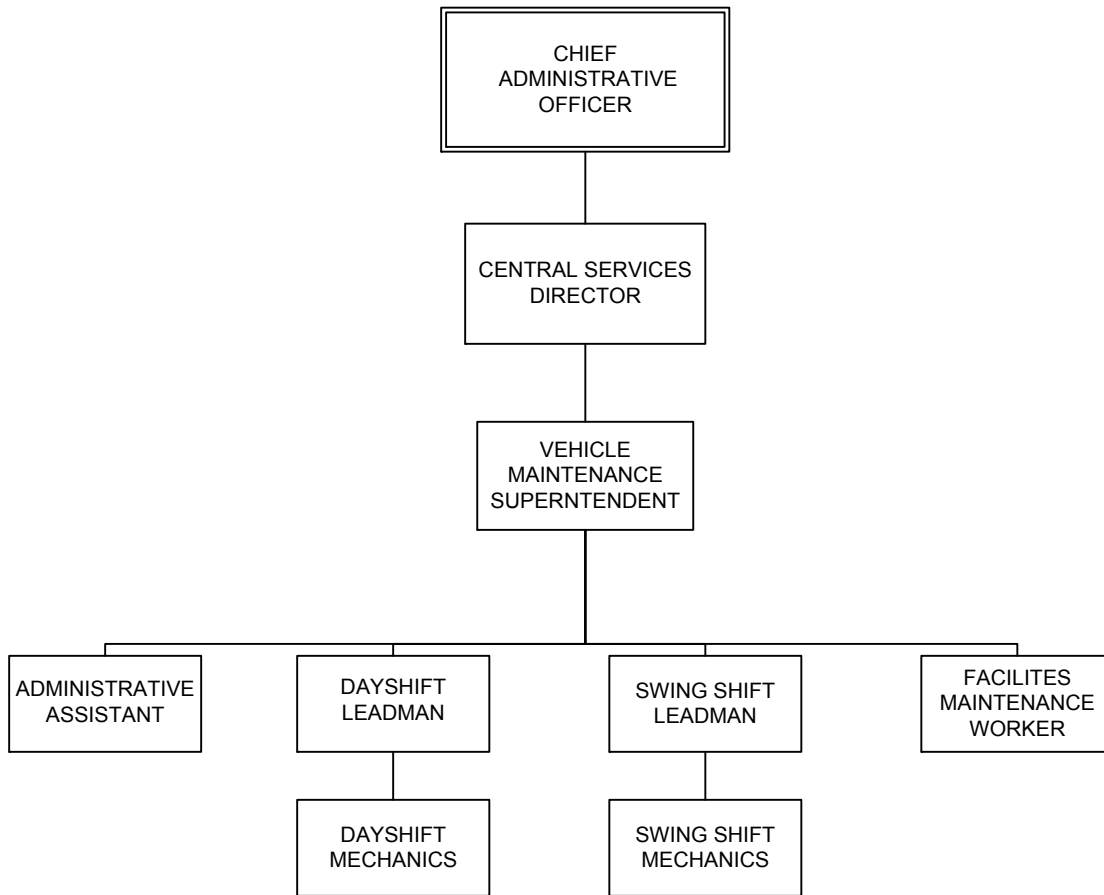 CHIEF
ADMINISTRATIVE
OFFICER
CENTRAL SERVICES
DIRECTOR
VEHICLE
MAINTENANCE
SUPERNTENDENT
ADMINISTRATIVE
ASSISTANT
DAYSHIFT
LEADMAN
SWING SHIFT
LEADMAN
FACILITES
MAINTENANCE
WORKER
DAYSHIFT
MECHANICS
SWING SHIFT
MECHANICS